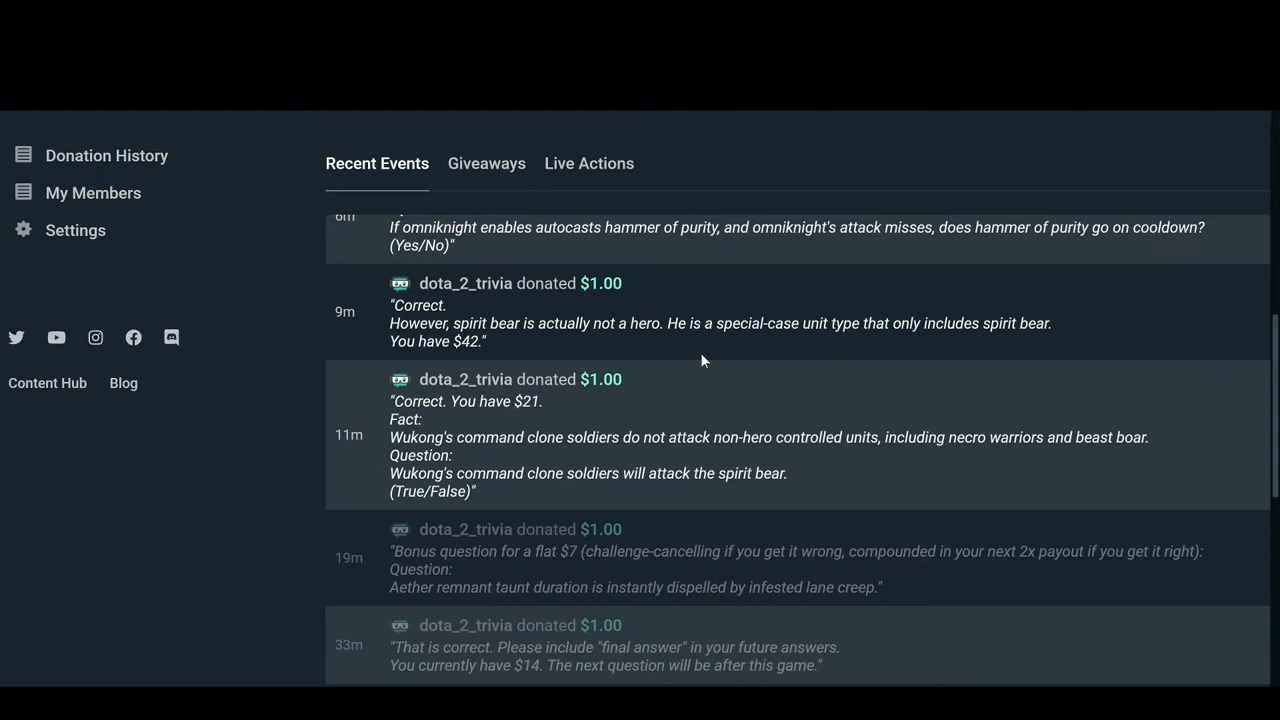 Donation History
My Members
Settings
Content Hub Blog
Recent Events Giveaways Live Actions
6m
If omniknight enables autocasts hammer of purity, and omniknight's attack misses, does hammer of purity go on cooldown?
(Yes/No)"
9m
dota_2_trivia donated $1.00
"Correct.
However, spirit bear is actually not a hero. He is a special-case unit type that only includes spirit bear.
You have $42."
11m
dota_2_trivia donated $1.00
"Correct. You have $21.
Fact:
Wukong's command clone soldiers do not attack non-hero controlled units, including necro warriors and beast boar.
Question:
Wukong's command clone soldiers will attack the spirit bear.
(True/False)"
19m
dota_2_trivia donated $1.00
"Bonus question for a flat $7 (challenge-cancelling if you get it wrong, compounded in your next 2x payout if you get it right):
Question:
Aether remnant taunt duration is instantly dispelled by infested lane creep."
33m
dota_2_trivia donated $1.00
"That is correct. Please include "final answer" in your future answers.
You currently have $14. The next question will be after this game."